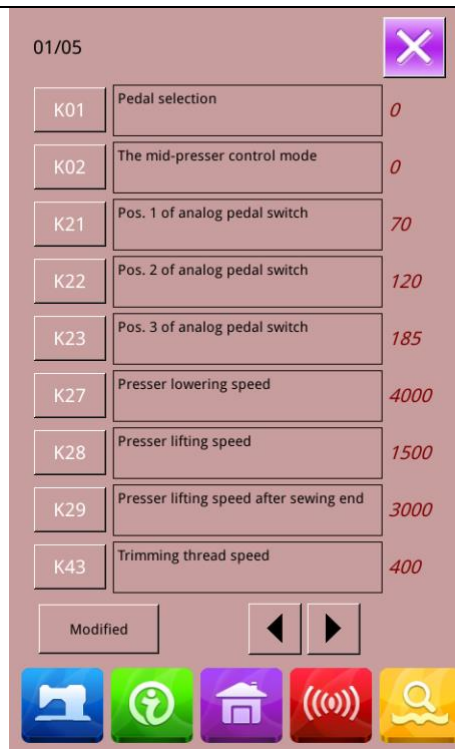 01/05
K01 Pedal selection 0
K02 The mid-presser control mode 0
K21 Pos. 1 of analog pedal switch 70
K22 Pos. 2 of analog pedal switch 120
K23 Pos. 3 of analog pedal switch 185
K27 Presser lowering speed 4000
K28 Presser lifting speed 1500
K29 Presser lifting speed after sewing end 3000
K43 Trimming thread speed 400
Modified